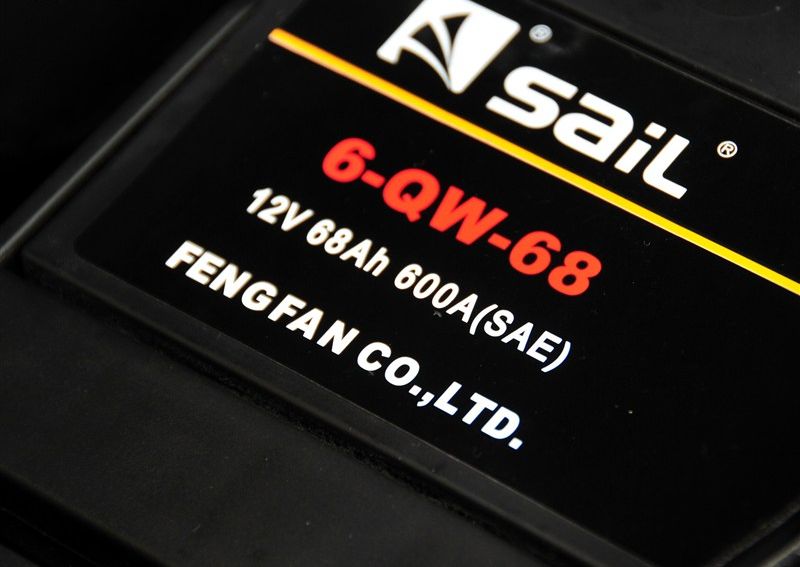 ®
saiL ®
6-QW-68
12V 68Ah 600A(SAE)
FENGFAN CO.,LTD.